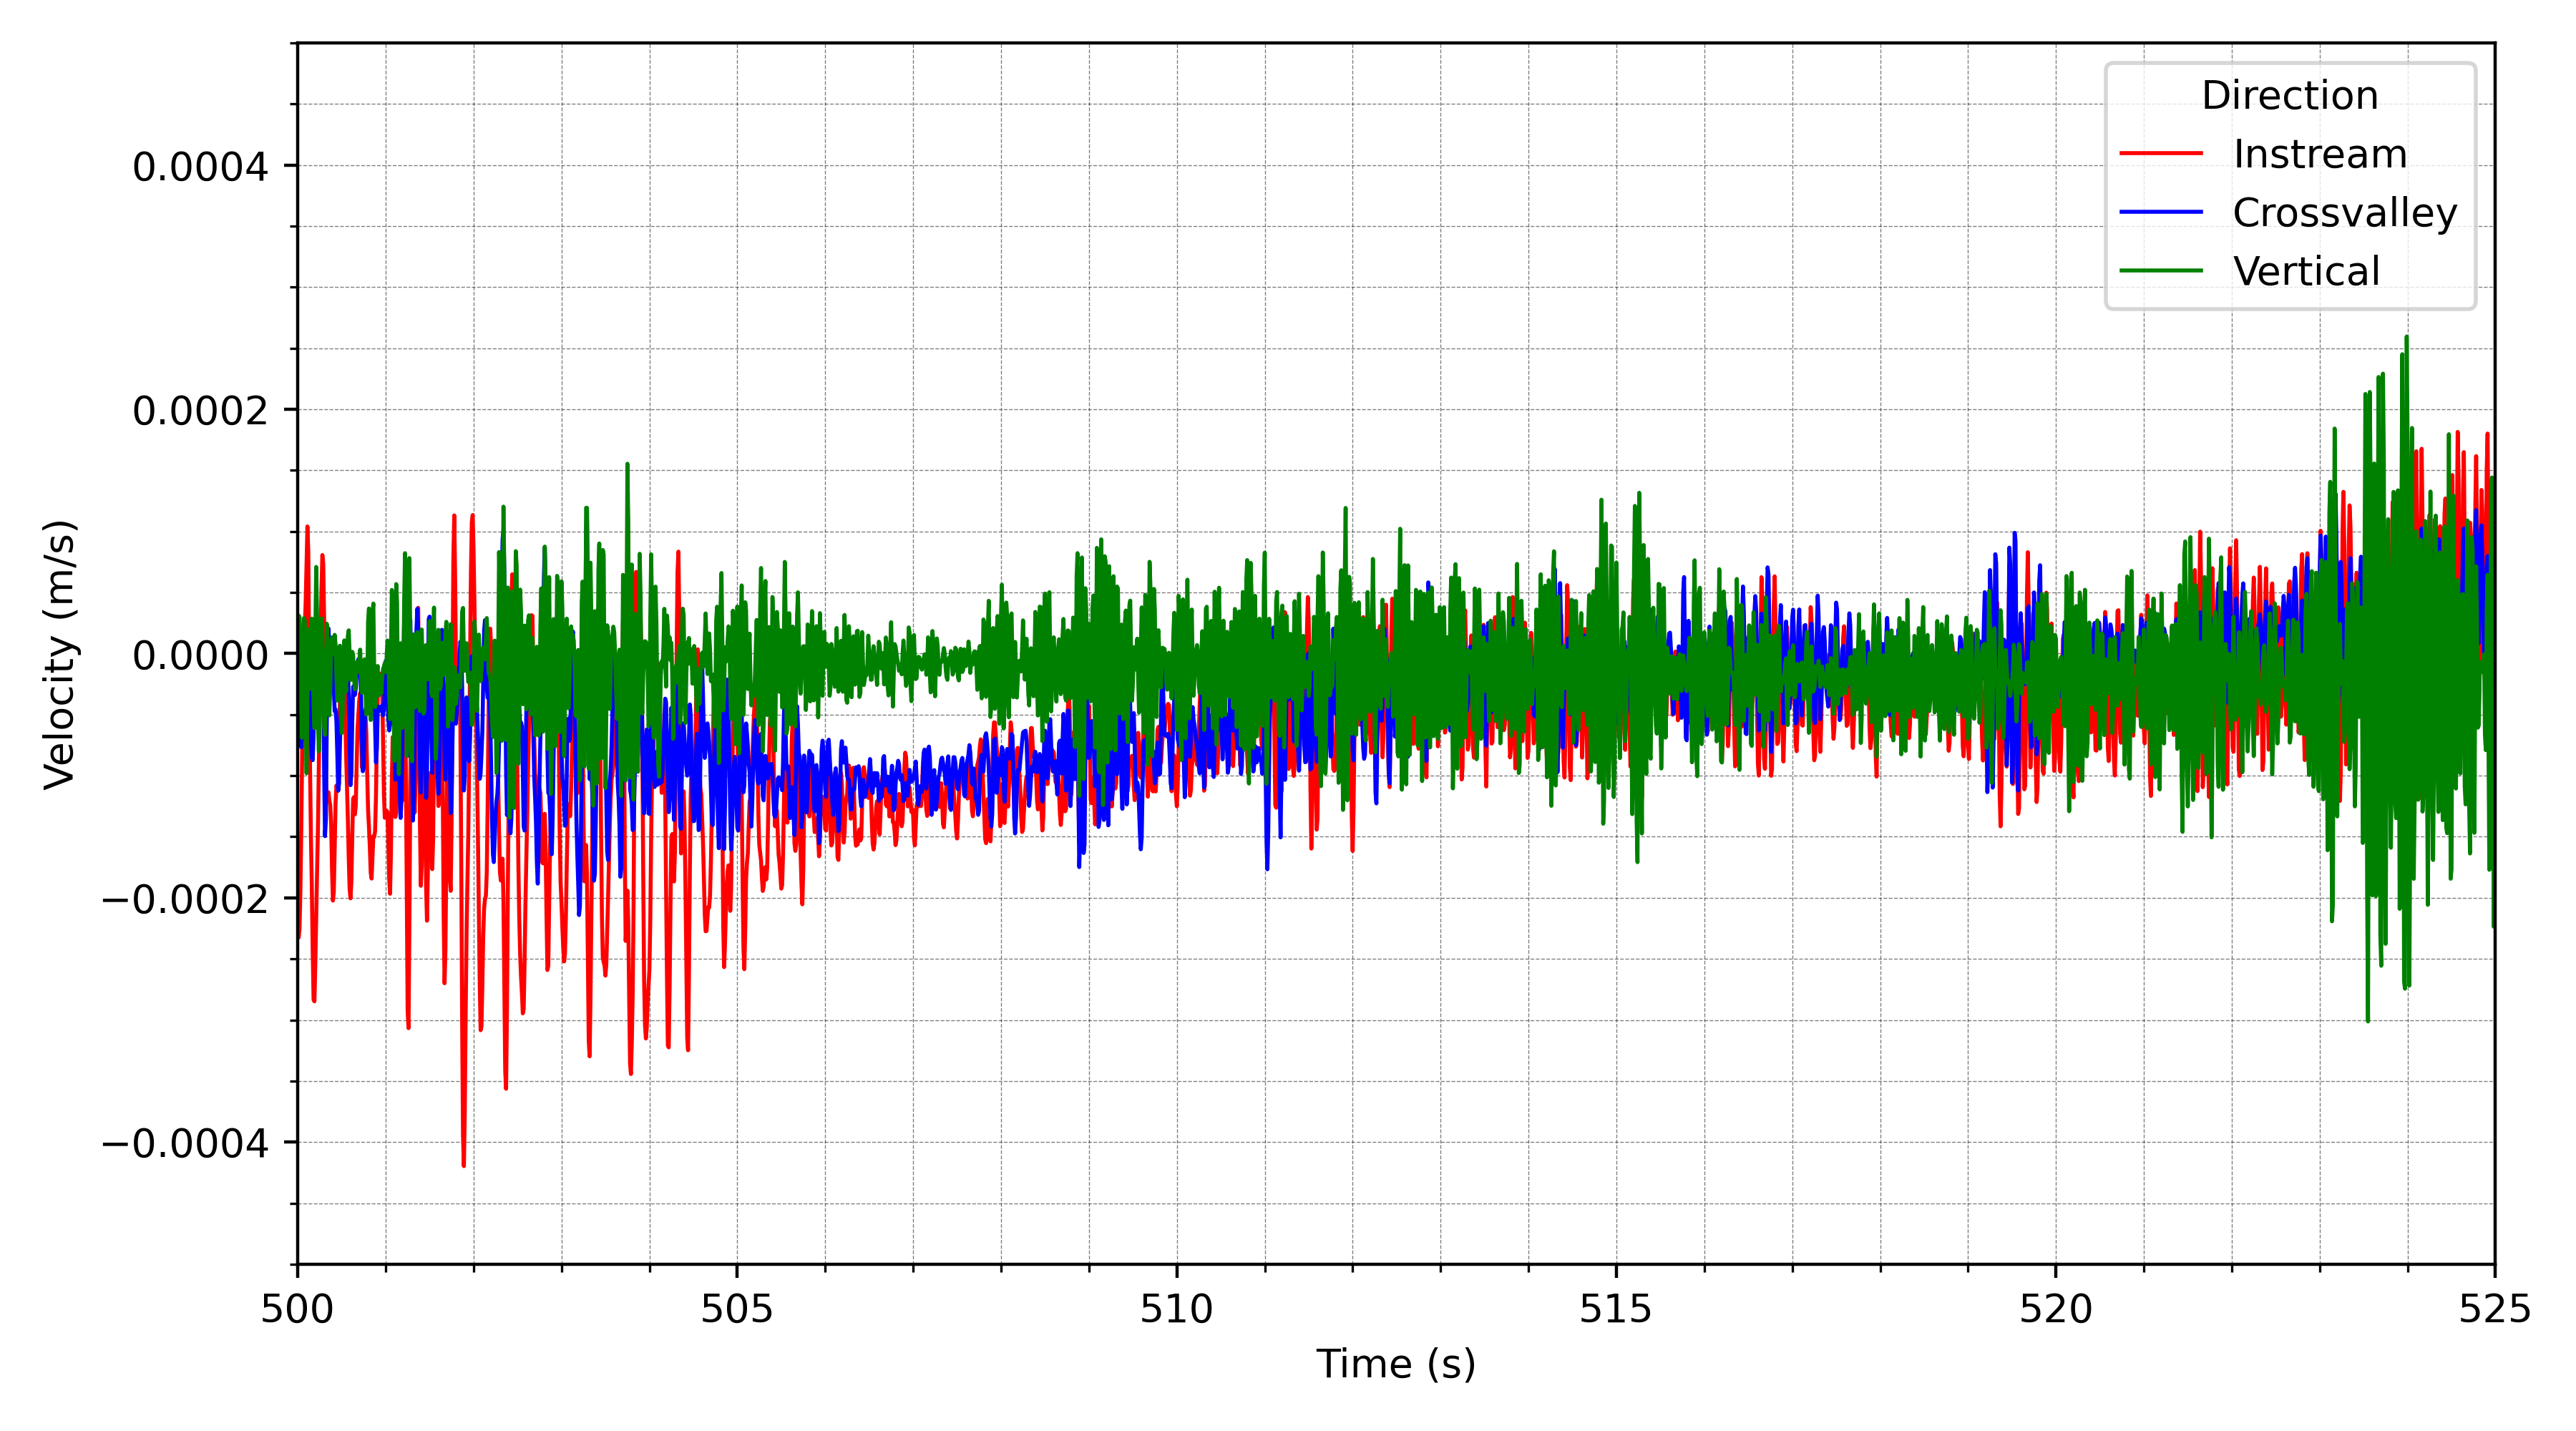 Direction
Instream
Crossvalley
Vertical
0.0004
0.0002
0.0000
−0.0002
−0.0004
Velocity (m/s)
500 505 510 515 520 525
Time (s)